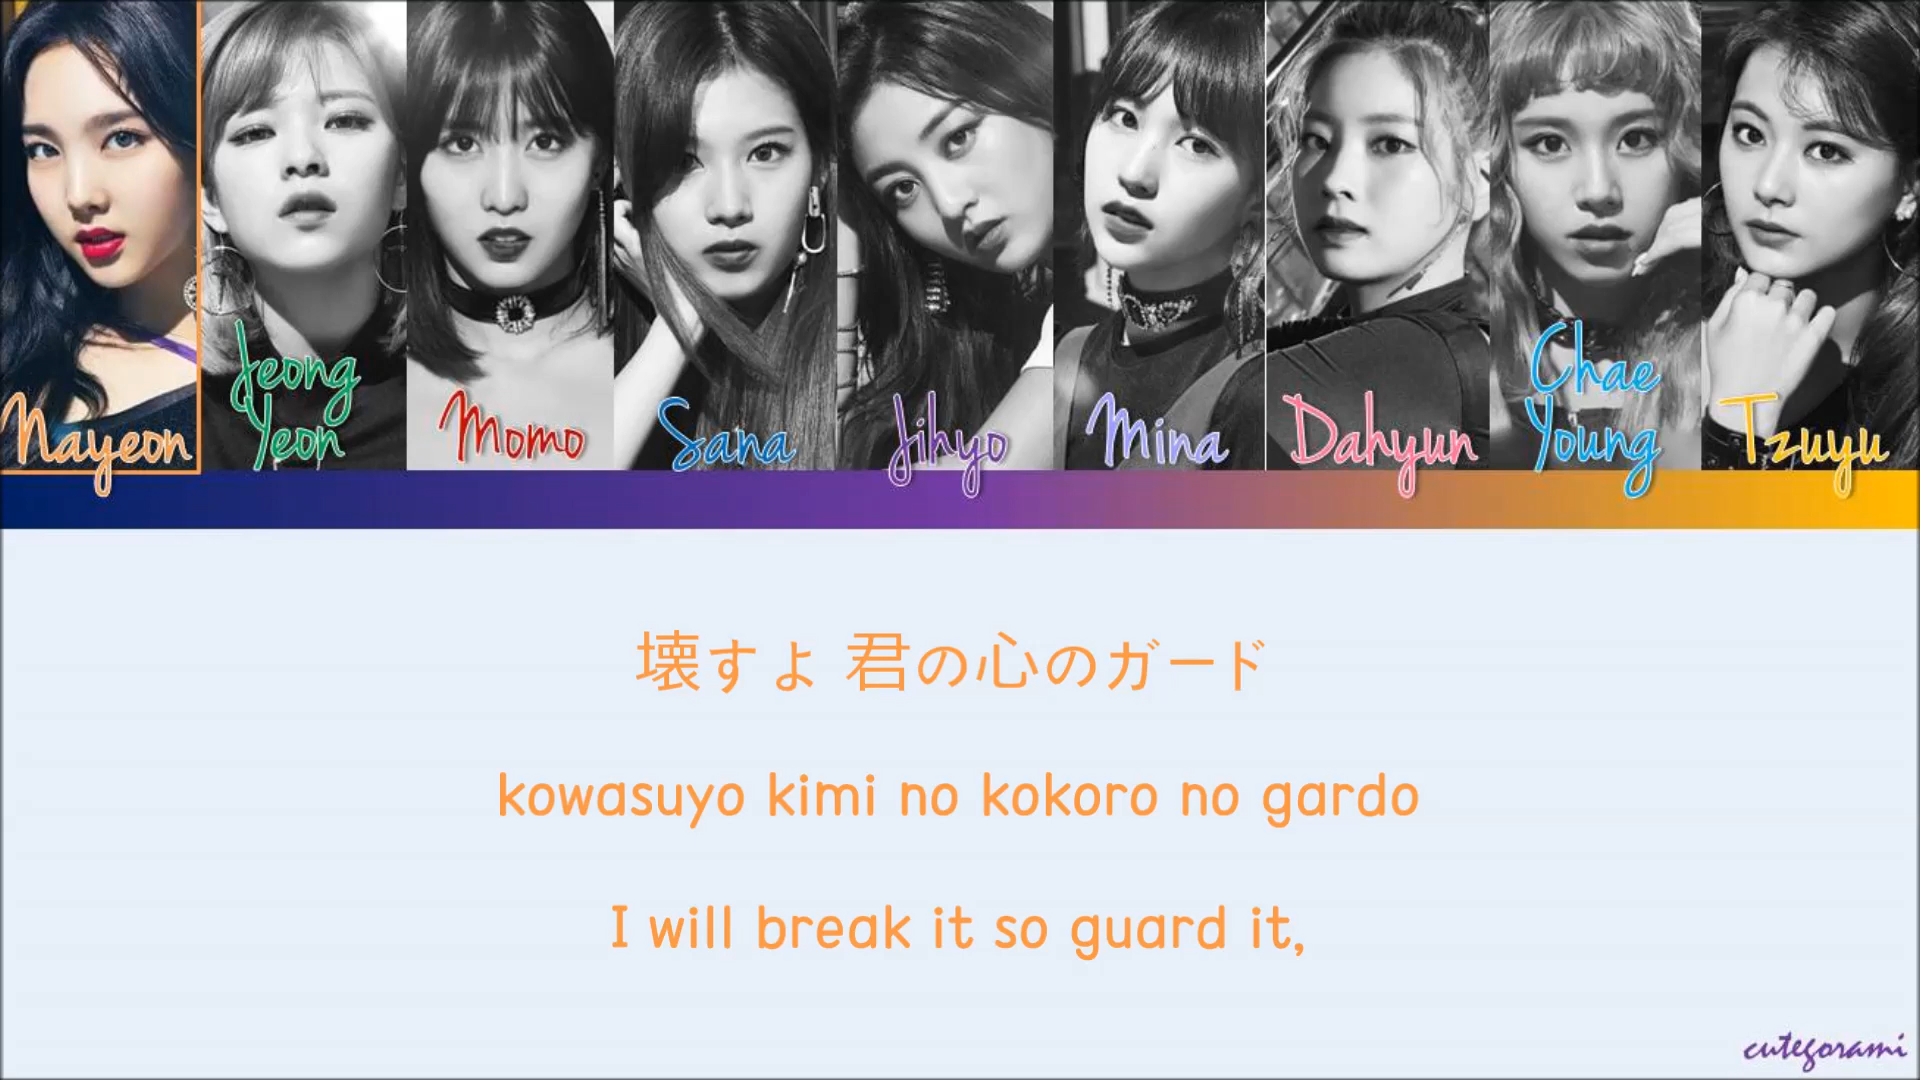 Nayeon
Jeong
Yeon
Momo
Sana
Jihyo
Mina
Dahyun
Chae
Young
Tzuyu
壊すよ 君の心のガード
kowasuyo kimi no kokoro no gardo
I will break it so guard it,
cutegorami